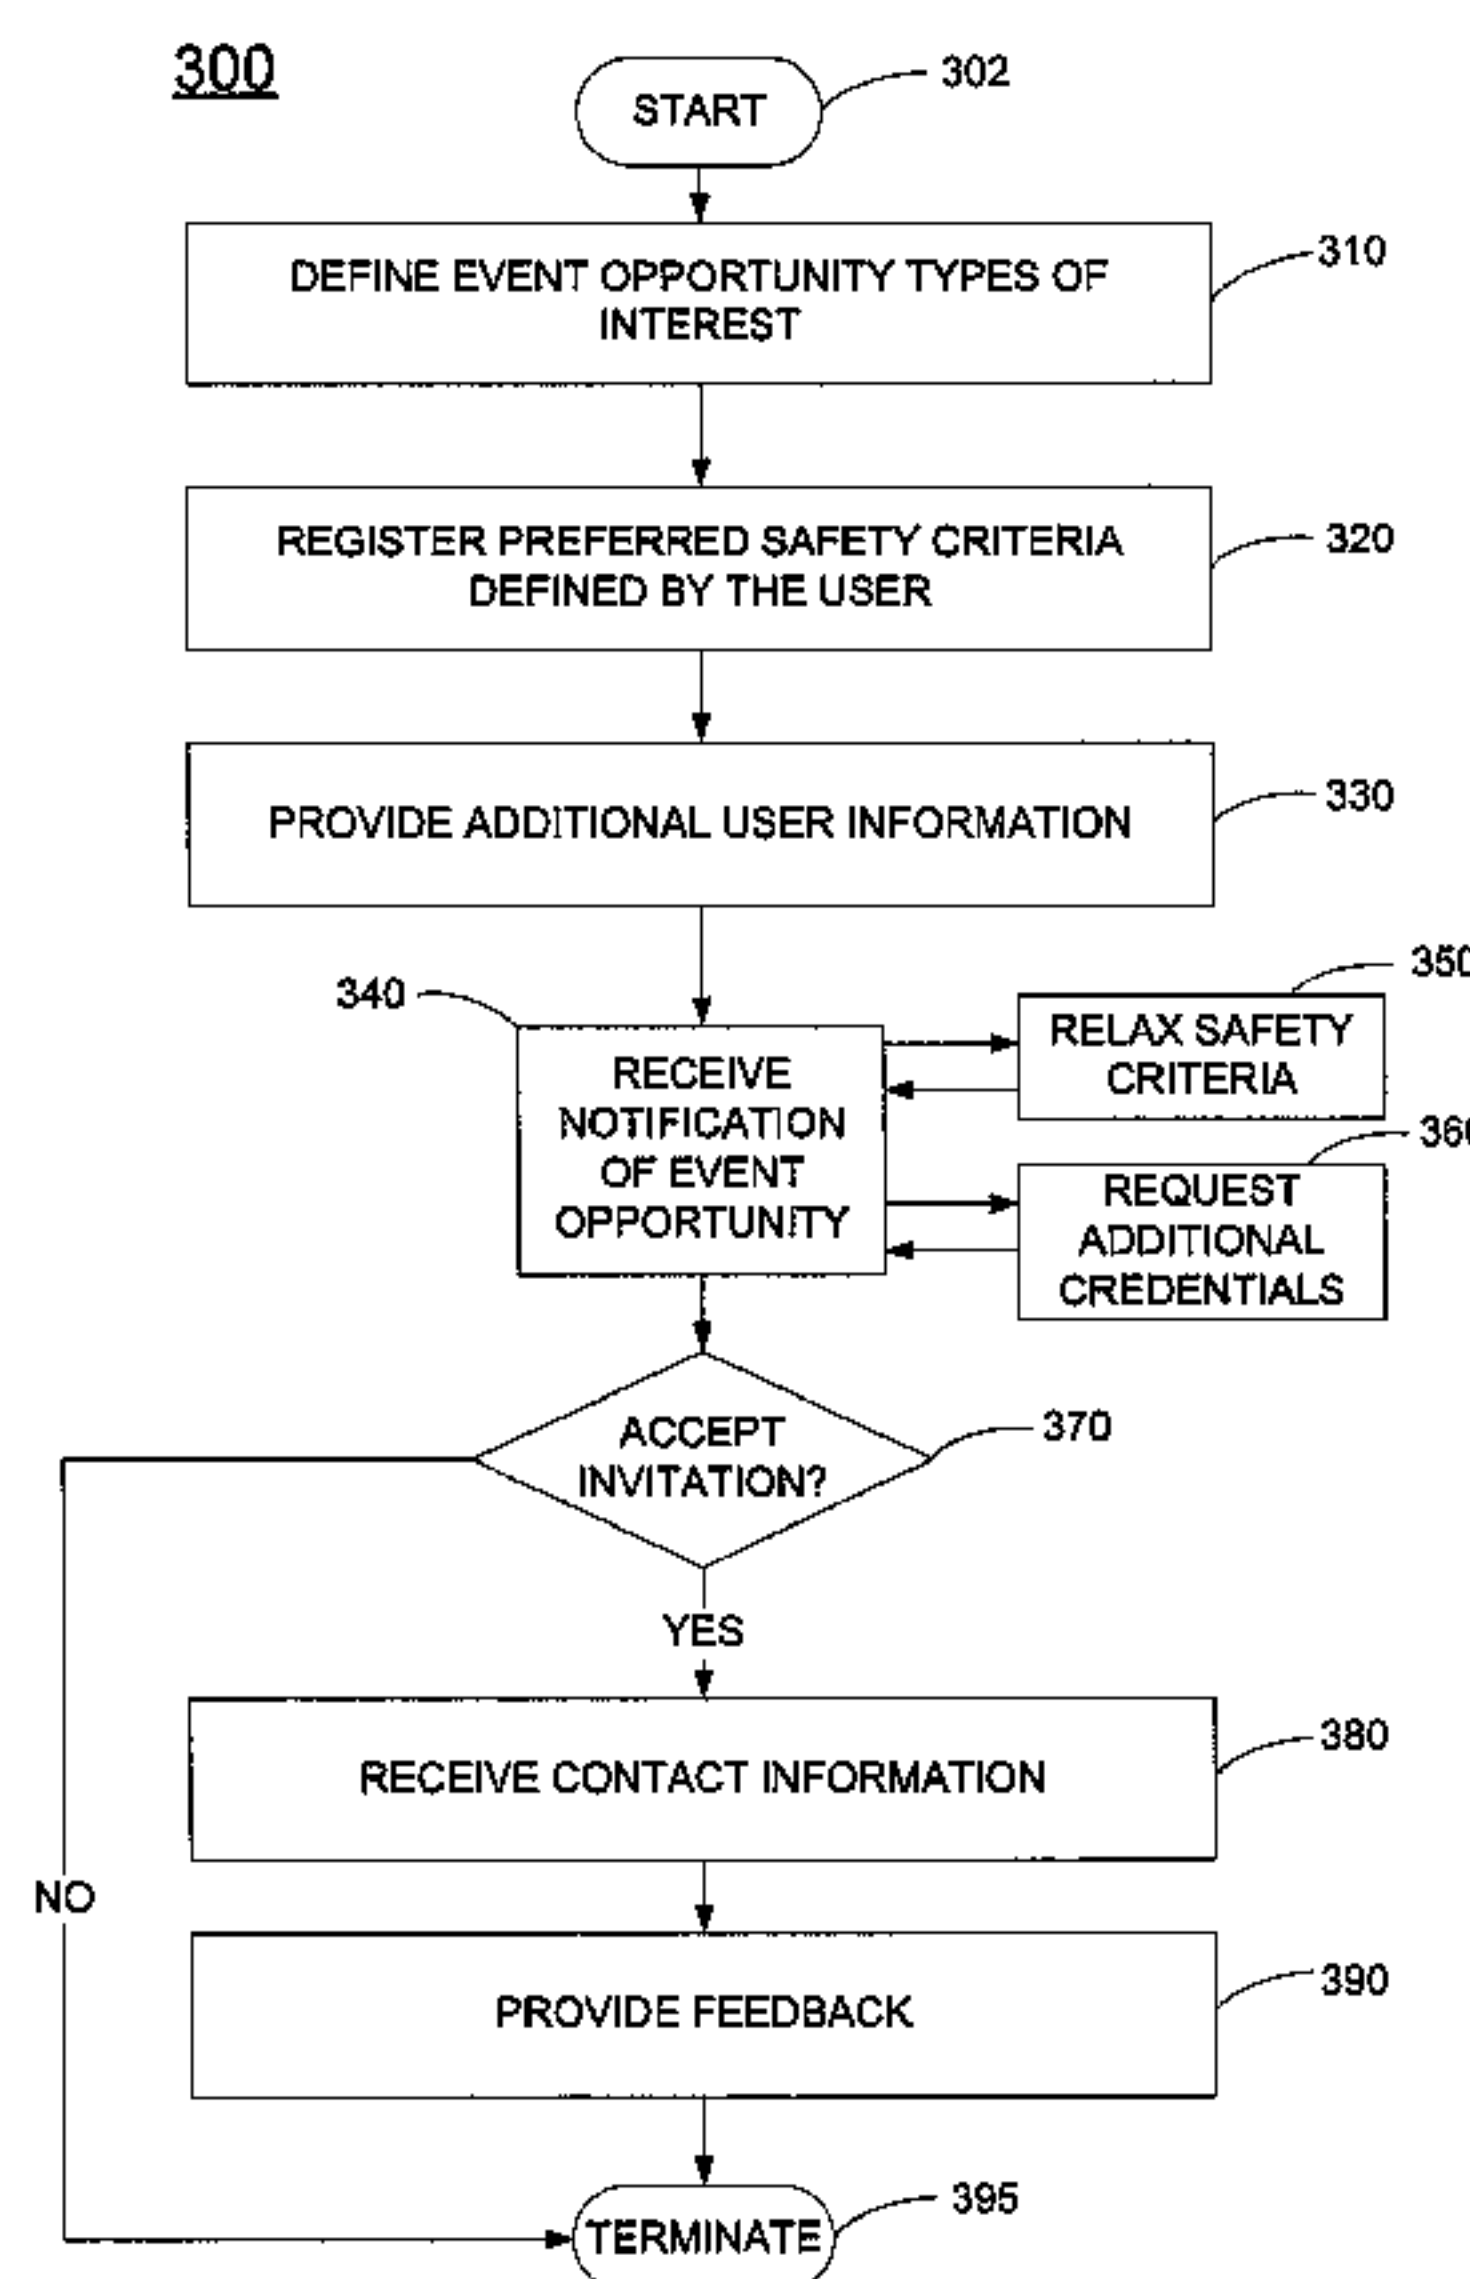 300
START
302
DEFINE EVENT OPPORTUNITY TYPES OF
INTEREST
310
REGISTER PREFERRED SAFETY CRITERIA
DEFINED BY THE USER
320
PROVIDE ADDITIONAL USER INFORMATION
330
340
RECEIVE
NOTIFICATION
OF EVENT
OPPORTUNITY
350
RELAX SAFETY
CRITERIA
360
REQUEST
ADDITIONAL
CREDENTIALS
ACCEPT
INVITATION?
370
YES
RECEIVE CONTACT INFORMATION
380
NO
PROVIDE FEEDBACK
390
TERMINATE
395